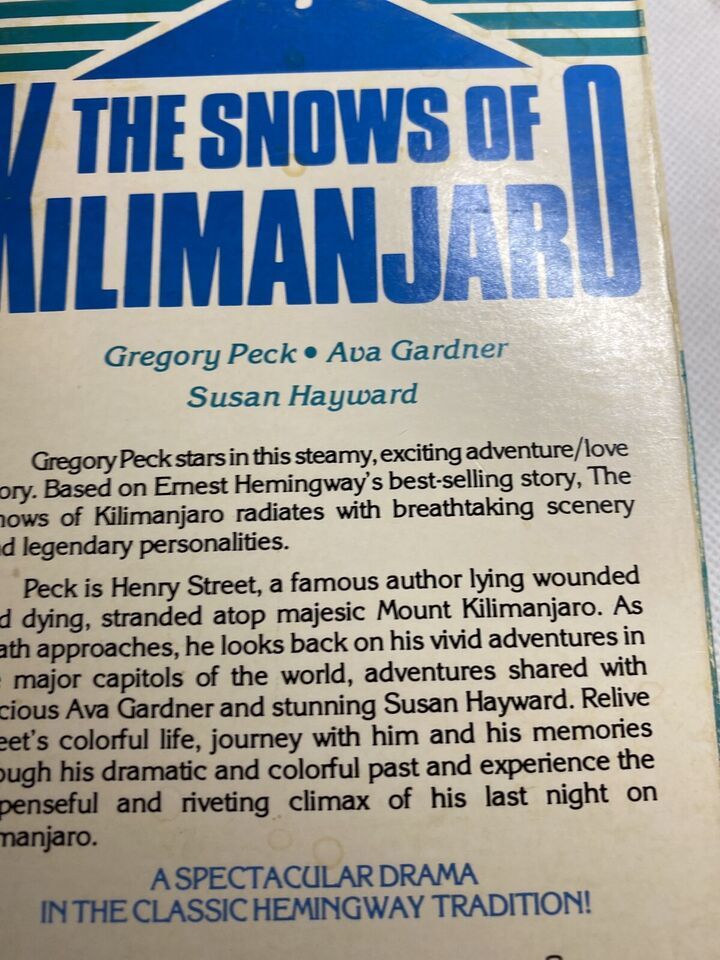 THE SNOWS OF
KILIMANJARO
Gregory Peck • Ava Gardner
Susan Hayward
Gregory Peck stars in this steamy, exciting adventure/love
ory. Based on Ernest Hemingway's best-selling story, The
nows of Kilimanjaro radiates with breathtaking scenery
d legendary personalities.
Peck is Henry Street, a famous author lying wounded
d dying, stranded atop majesic Mount Kilimanjaro. As
ath approaches, he looks back on his vivid adventures in
major capitols of the world, adventures shared with
cious Ava Gardner and stunning Susan Hayward. Relive
eet's colorful life, journey with him and his memories
ough his dramatic and colorful past and experience the
penseful and riveting climax of his last night on
manjaro.
A SPECTACULAR DRAMA
IN THE CLASSIC HEMINGWAY TRADITION!